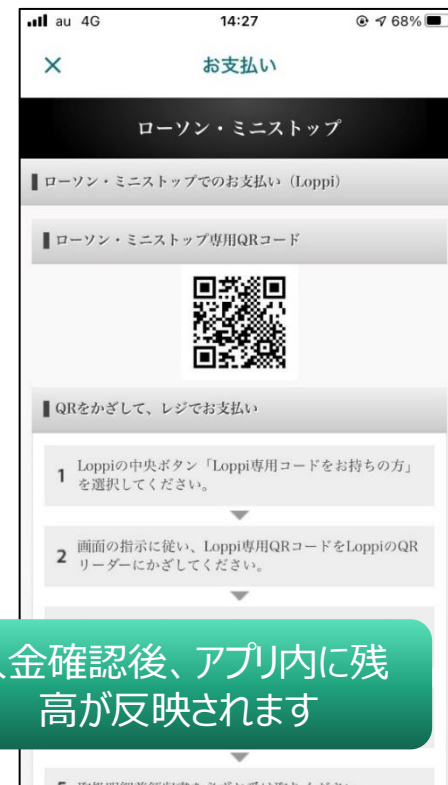 au 4G 14:27 68%
お支払い
ローソン・ミニストップ
ローソン・ミニストップでのお支払い（Loppi）
ローソン・ミニストップ専用QRコード
QRをかざして、レジでお支払い
1 Loppiの中央ボタン「Loppi専用コードをお持ちの方」
を選択してください。
2 画面の指示に従い、Loppi専用QRコードをLoppiのQR
リーダーにかざしてください。
金確認後、アプリ内に残
高が反映されます